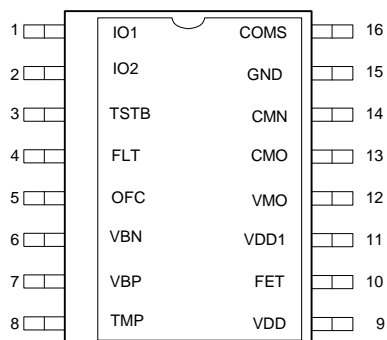 1 IO1 COMS 16
2 IO2 GND 15
3 TSTB CMN 14
4 FLT CMO 13
5 OFC VMO 12
6 VBN VDD1 11
7 VBP FET 10
8 TMP VDD 9